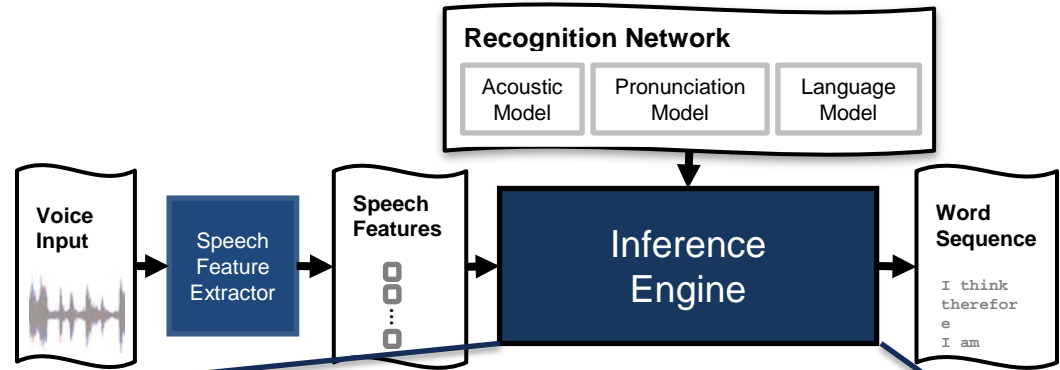 Recognition Network
Acoustic
Model
Pronunciation
Model
Language
Model
Voice
Input
Speech
Feature
Extractor
Speech
Features
Inference
Engine
Word
Sequence
I think
therefor
e
I am